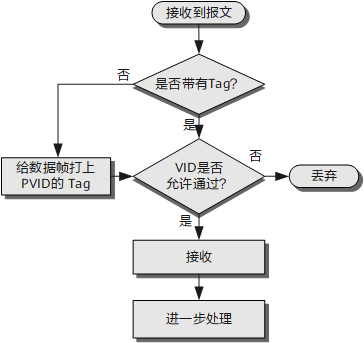 接收到报文
否
是否带有Tag?
是
给数据帧打上
PVID的 Tag
VID是否
允许通过?
否
丢弃
是
接收
进一步处理